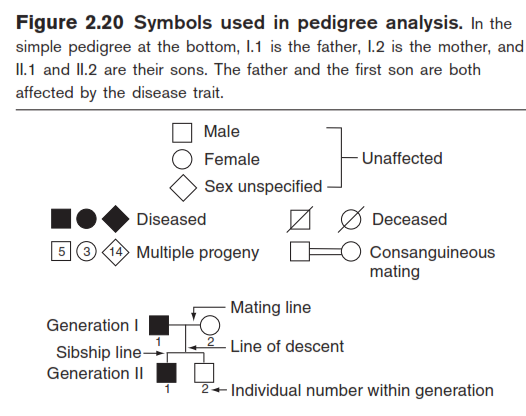 Figure 2.20 Symbols used in pedigree analysis. In the
simple pedigree at the bottom, I.1 is the father, I.2 is the mother, and
II.1 and II.2 are their sons. The father and the first son are both
affected by the disease trait.
Male
Female
Unaffected
Sex unspecified
Diseased
Deceased
5 3 14 Multiple progeny
Consanguineous
mating
Mating line
Generation I
1 2
Line of descent
Sibship line
Generation II
1 2 Individual number within generation